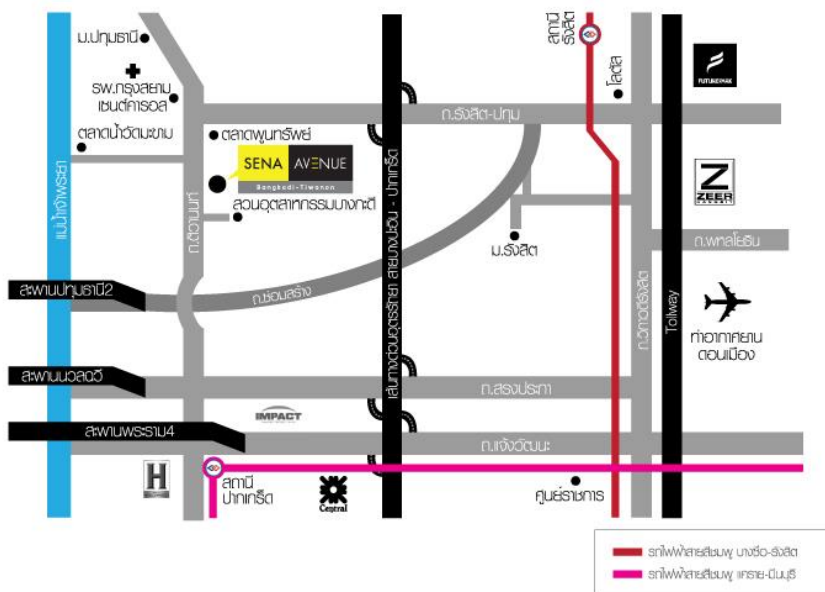 ม.ปทุมธานี
รพ.กรุงสยาม
เซนต์คารอส
ตลาดน้ำวัดมะขาม
ตลาดพูนทรัพย์
SENA AVENUE
Bangkadi-Tiwanon
สวนอุตสาหกรรมบางกะดี
แม่น้ำเจ้าพระยา
ถ.ติวานนท์
เส้นทางด่วนอุดรรัถยา สายบางปะอิน - ปากเกร็ด
สถานี
รังสิต
โลตัส
FUTURE PARK
ถ.รังสิต-ปทุม
Z
ZEER
RANGSIT
ถ.พหลโยธิน
ม.รังสิต
ถ.วิภาวดีรังสิต
Tollway
ท่าอากาศยาน
ดอนเมือง
สะพานปทุมธานี2
ถ.ซ่อมสร้าง
สะพานนวลฉวี
ถ.สรงประภา
IMPACT
สะพานพระราม4
ถ.แจ้งวัฒนะ
H
สถานี
ปากเกร็ด
Central
ศูนย์ราชการ
รถไฟฟ้าสายสีชมพู บางซื่อ-รังสิต
รถไฟฟ้าสายสีชมพู แคราย-มีนบุรี